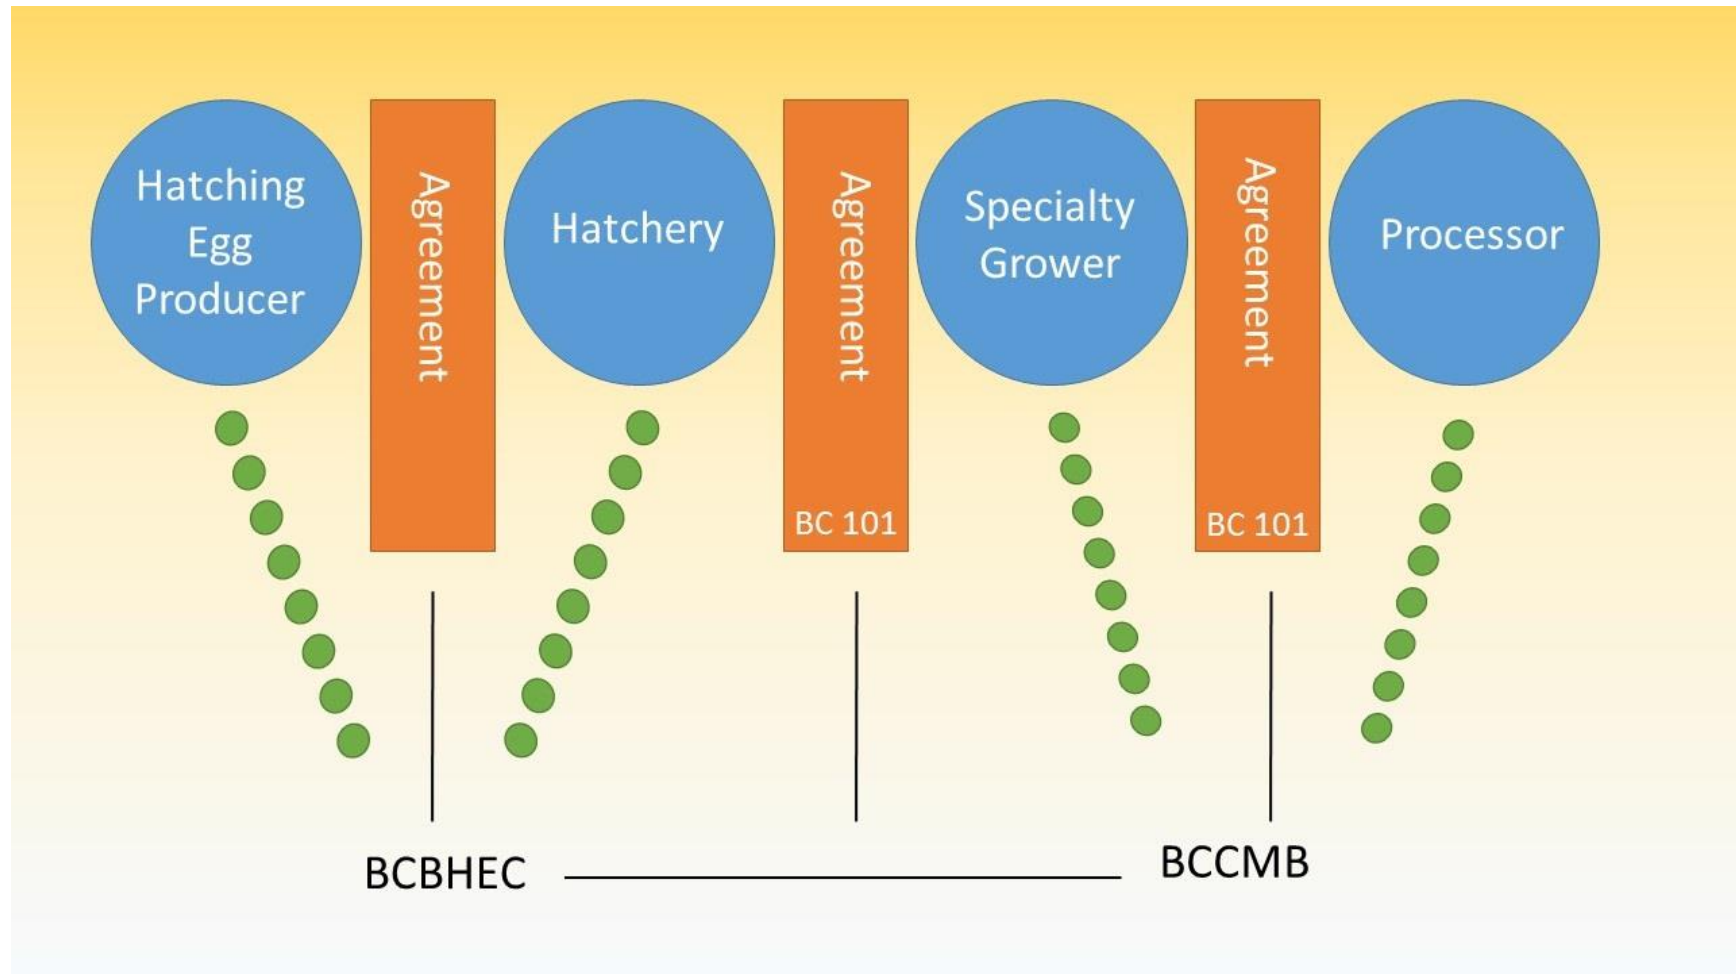 Hatching
Egg
Producer
Agreement
Hatchery
Agreement
BC 101
Specialty
Grower
Agreement
BC 101
Processor
BCBHEC
BCCMB